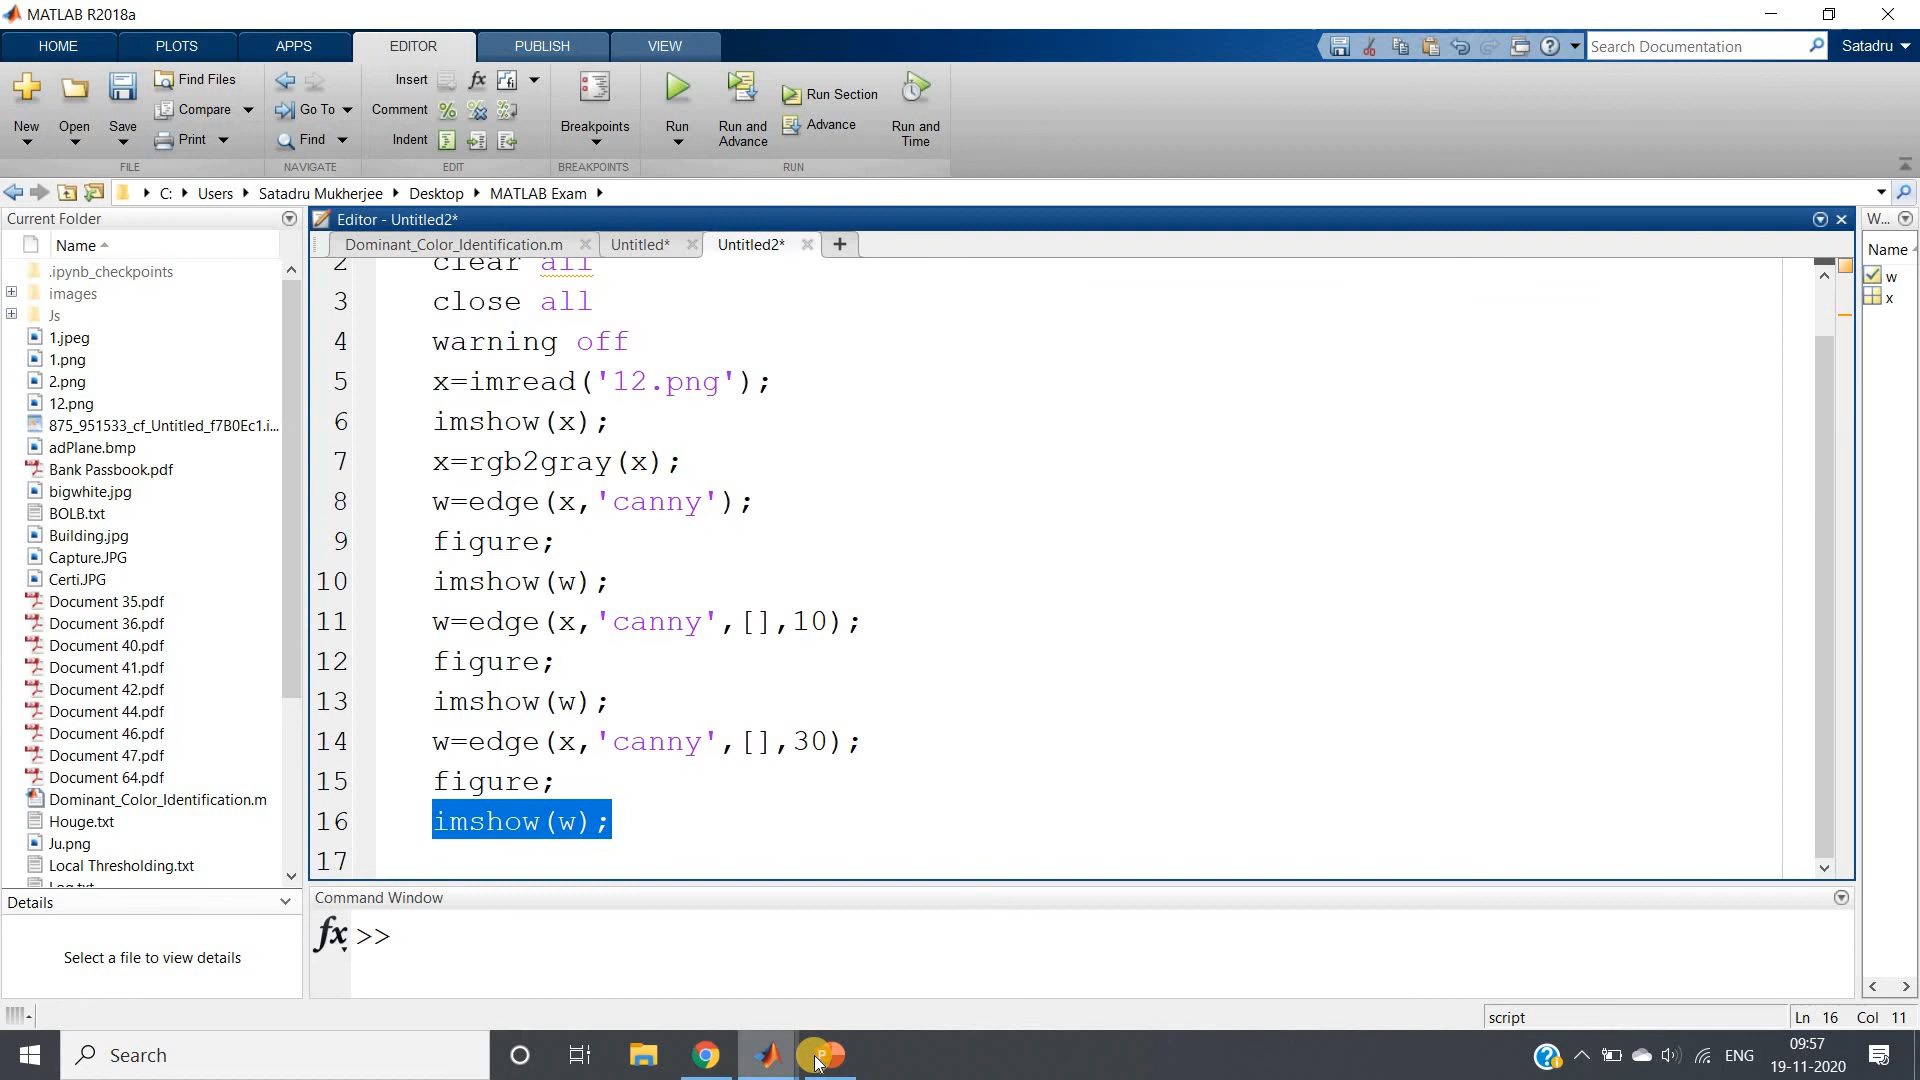 MATLAB R2018a
HOME
PLOTS
APPS
EDITOR
PUBLISH
VIEW
Search Documentation
Satadru
New
Open
Save
Find Files
Compare
Print
Go To
Find
Insert
Comment
Indent
fx
Breakpoints
Run
Run and
Advance
Run Section
Advance
Run and
Time
FILE
NAVIGATE
EDIT
BREAKPOINTS
RUN
C:
Users
Satadru Mukherjee
Desktop
MATLAB Exam
Current Folder
Name
.ipynb_checkpoints
images
Js
1.jpeg
1.png
2.png
12.png
875_951533_cf_Untitled_f7B0Ec1.i...
adPlane.bmp
Bank Passbook.pdf
bigwhite.jpg
BOLB.txt
Building.jpg
Capture.JPG
Certi.JPG
Document 35.pdf
Document 36.pdf
Document 40.pdf
Document 41.pdf
Document 42.pdf
Document 44.pdf
Document 46.pdf
Document 47.pdf
Document 64.pdf
Dominant_Color_Identification.m
Houge.txt
Ju.png
Local Thresholding.txt
Details
Select a file to view details
Editor - Untitled2*
Dominant_Color_Identification.m
Untitled*
Untitled2*
2 clear all
3 close all
4 warning off
5 x=imread('12.png');
6 imshow(x);
7 x=rgb2gray(x);
8 w=edge(x,'canny');
9 figure;
10 imshow(w);
11 w=edge(x,'canny',[],10);
12 figure;
13 imshow(w);
14 w=edge(x,'canny',[],30);
15 figure;
16 imshow(w);
17
Command Window
fx >>
W...
Name
w
x
script
Ln 16 Col 11
Search
ENG
09:57
19-11-2020